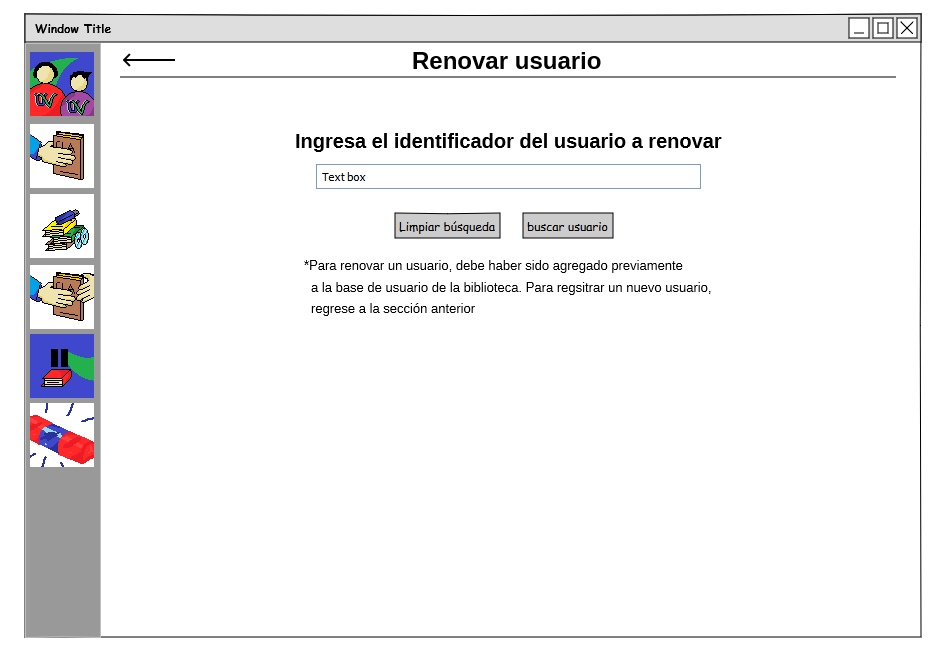 Window Title
Renovar usuario
Ingresa el identificador del usuario a renovar
Text box
Limpiar búsqueda
buscar usuario
*Para renovar un usuario, debe haber sido agregado previamente
a la base de usuario de la biblioteca. Para regsitrar un nuevo usuario,
regrese a la sección anterior